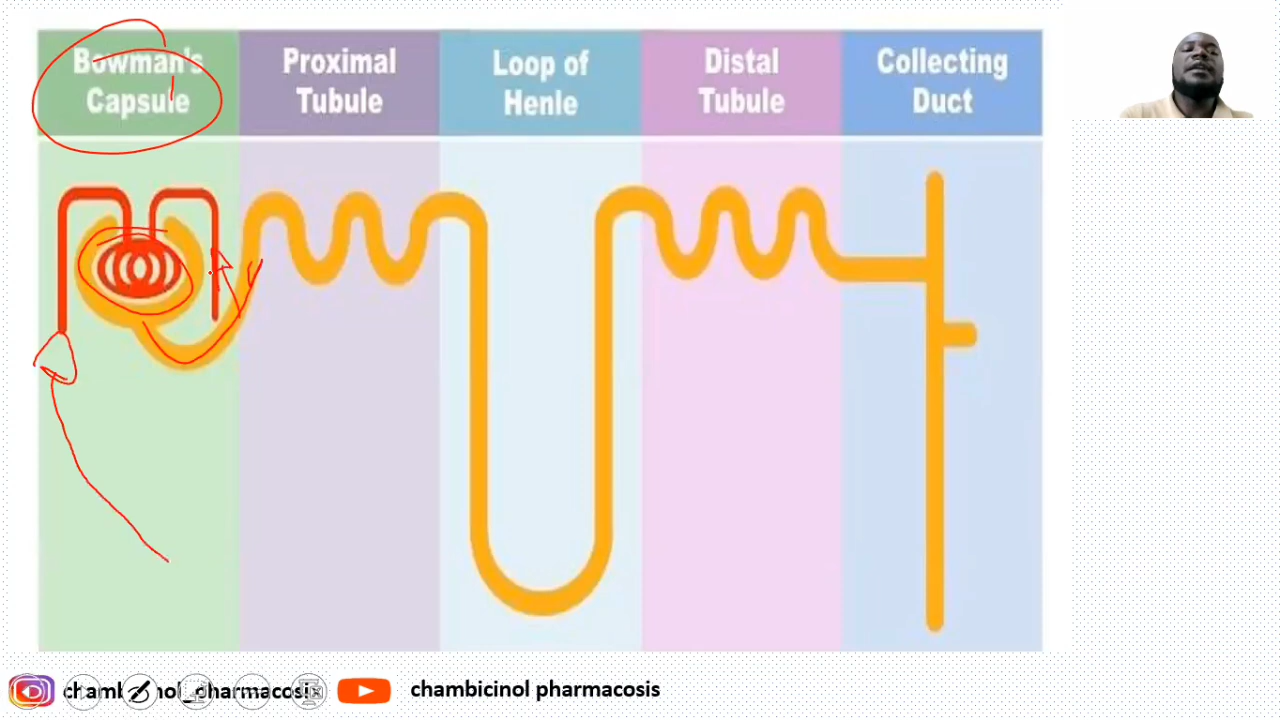 Bowman's
Capsule
Proximal
Tubule
Loop of
Henle
Distal
Tubule
Collecting
Duct
chambicinol pharmacosis